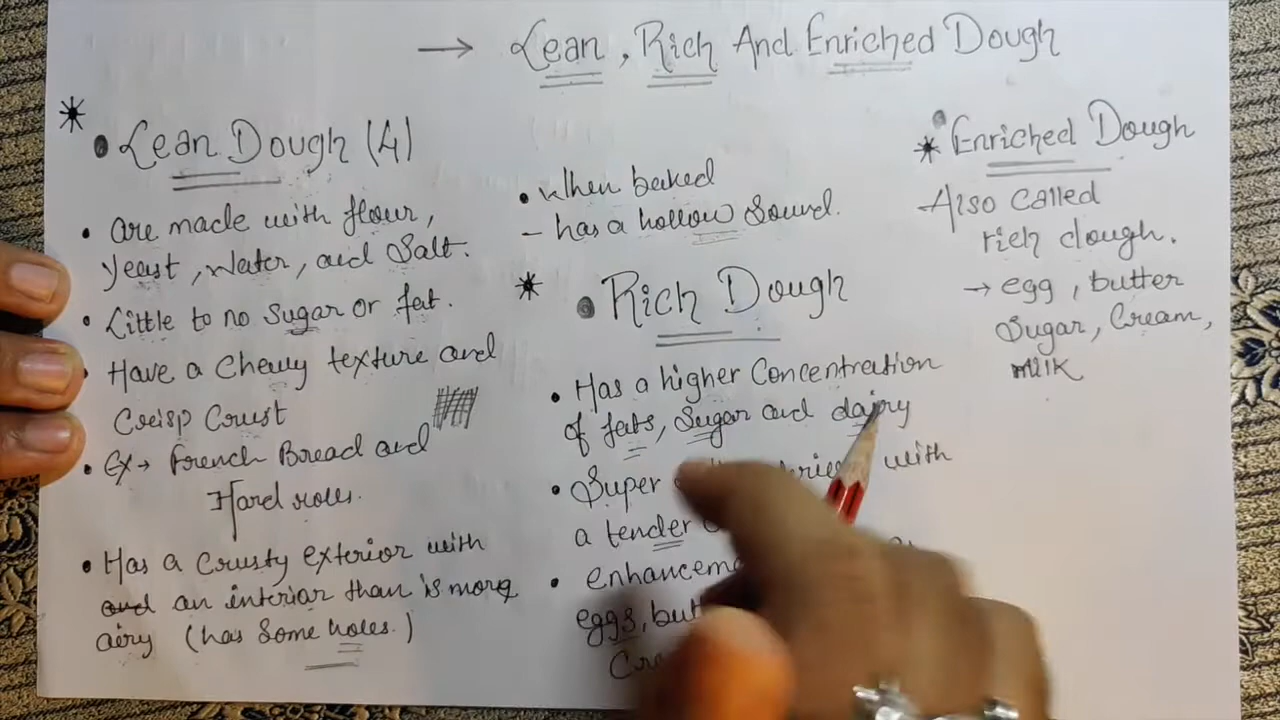 → Lean, Rich And Enriched Dough
* • Lean Dough (4)
• are made with flour,
yeast, water, and Salt.
• Little to no Sugar or fat.
• Have a Chewy texture and
Crisp Crust
• Ex → French Bread and
Hard rolls.
• Has a Crusty exterior with
and an interior than is more
airy (has Some holes.)
• When baked
- has a hollow Sound.
* • Rich Dough
• Has a higher Concentration
of fats, Sugar and dairy
• Super with
a tender
• enhanceme
eggs, but
* Enriched Dough
Also called
rich dough.
→ egg, butter
Sugar, Cream,
milk